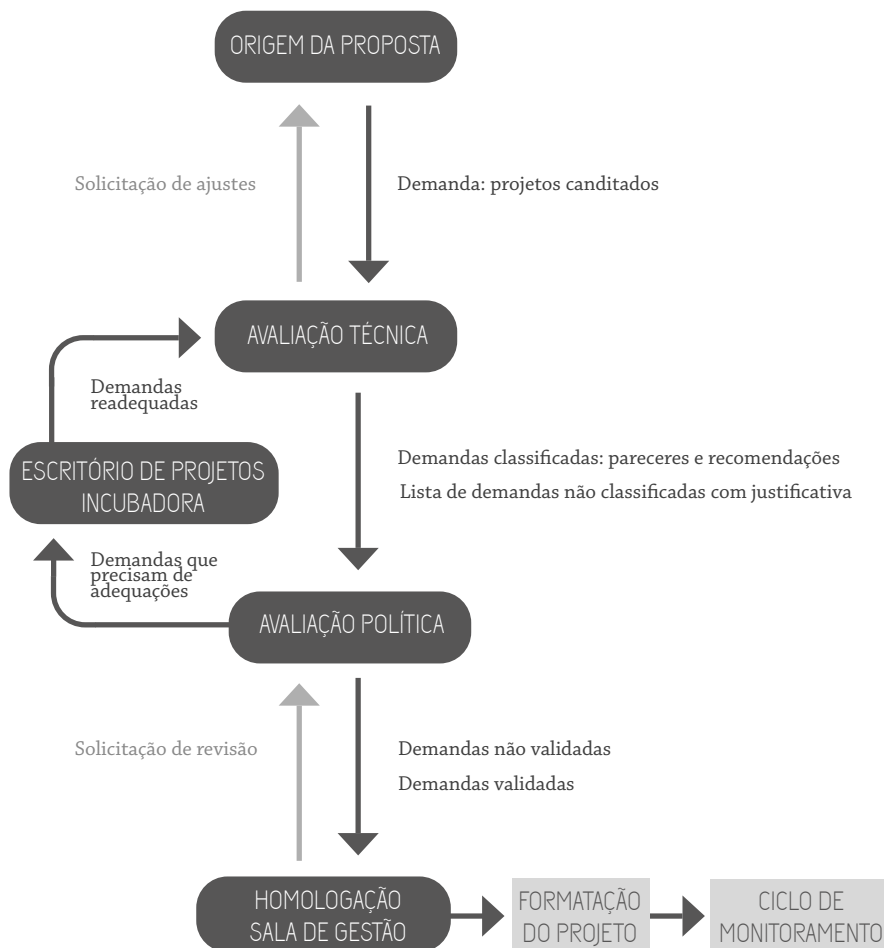 ORIGEM DA PROPOSTA
Solicitação de ajustes
Demanda: projetos canditados
AVALIAÇÃO TÉCNICA
Demandas
readequadas
ESCRITÓRIO DE PROJETOS
INCUBADORA
Demandas classificadas: pareceres e recomendações
Lista de demandas não classificadas com justificativa
Demandas que
precisam de
adequações
AVALIAÇÃO POLÍTICA
Solicitação de revisão
Demandas não validadas
Demandas validadas
HOMOLOGAÇÃO
SALA DE GESTÃO
FORMATAÇÃO
DO PROJETO
CICLO DE
MONITORAMENTO